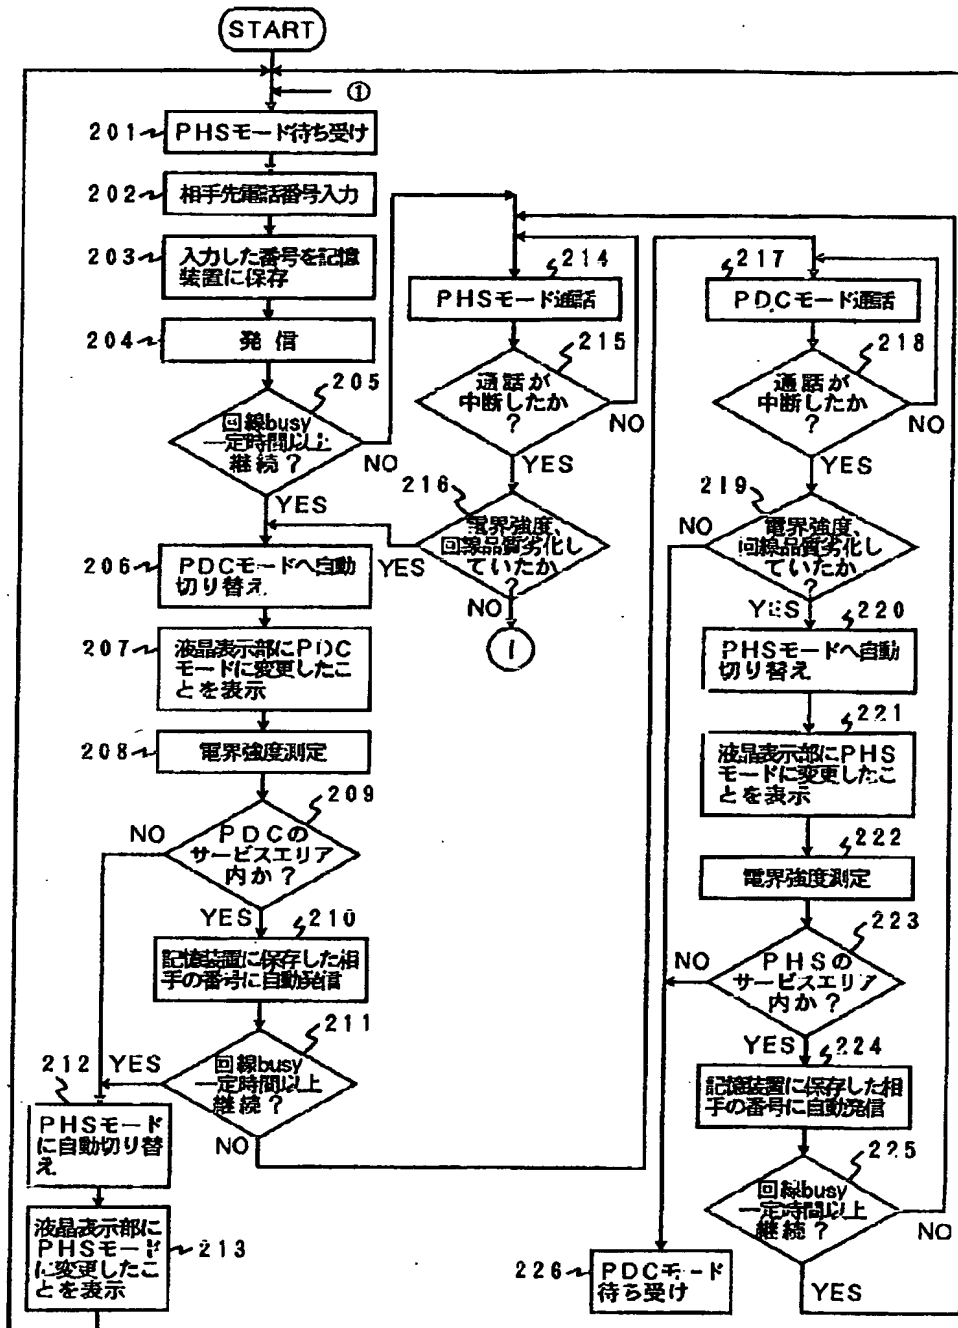 START
①
201
PHSモード待ち受け
202
相手先電話番号入力
203
入力した番号を記憶
装置に保存
204
発信
205
回線busy
一定時間以上
継続?
NO
YES
206
PDCモードへ自動
切り替え
207
液晶表示部にPDC
モードに変更したこ
とを表示
208
電界強度測定
209
PDCの
サービスエリア
内か?
NO
YES
210
記憶装置に保存した相
手の番号に自動発信
211
回線busy
一定時間以上
継続?
YES
NO
212
PHSモード
に自動切り替
え
213
液晶表示部に
PHSモード
に変更したこ
とを表示
214
PHSモード通話
215
通話が
中断したか
?
NO
YES
216
電界強度、
回線品質劣化し
ていたか
?
YES
NO
1
217
PDCモード通話
218
通話が
中断したか
?
NO
YES
219
電界強度、
回線品質劣化し
ていたか
?
NO
YES
220
PHSモードへ自動
切り替え
221
液晶表示部にPHS
モードに変更したこ
とを表示
222
電界強度測定
223
PHSの
サービスエリア
内か?
NO
YES
224
記憶装置に保存した相
手の番号に自動発信
225
回線busy
一定時間以上
継続?
NO
YES
226
PDCモード
待ち受け